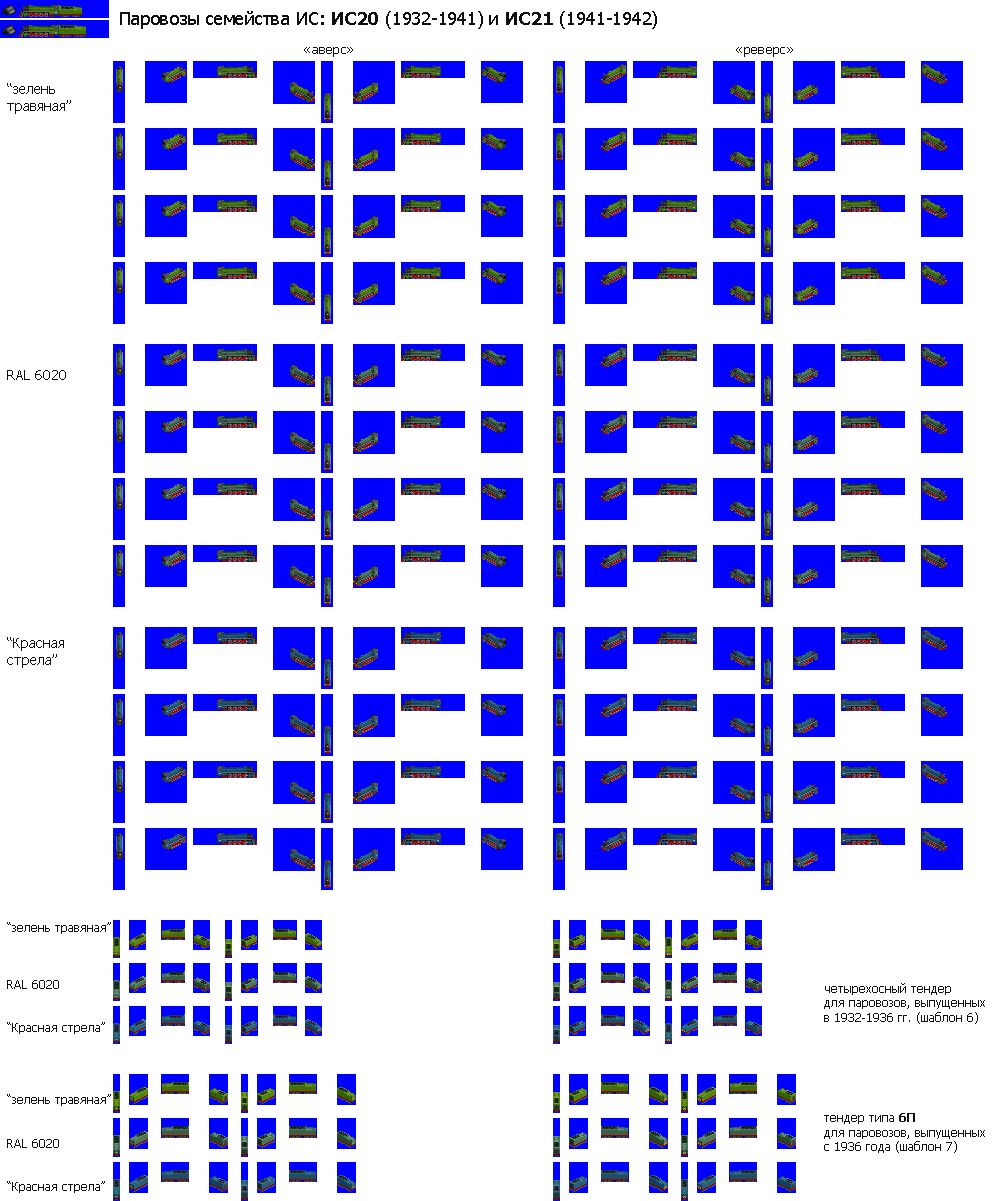 Паровозы семейства ИС: ИС20 (1932-1941) и ИС21 (1941-1942)
«аверс»
«реверс»
"зелень
травяная"
RAL 6020
"Красная
стрела"
"зелень травяная"
RAL 6020
"Красная стрела"
четырехосный тендер
для паровозов, выпущенных
в 1932-1936 гг. (шаблон 6)
"зелень травяная"
RAL 6020
"Красная стрела"
тендер типа 6П
для паровозов, выпущенных
с 1936 года (шаблон 7)